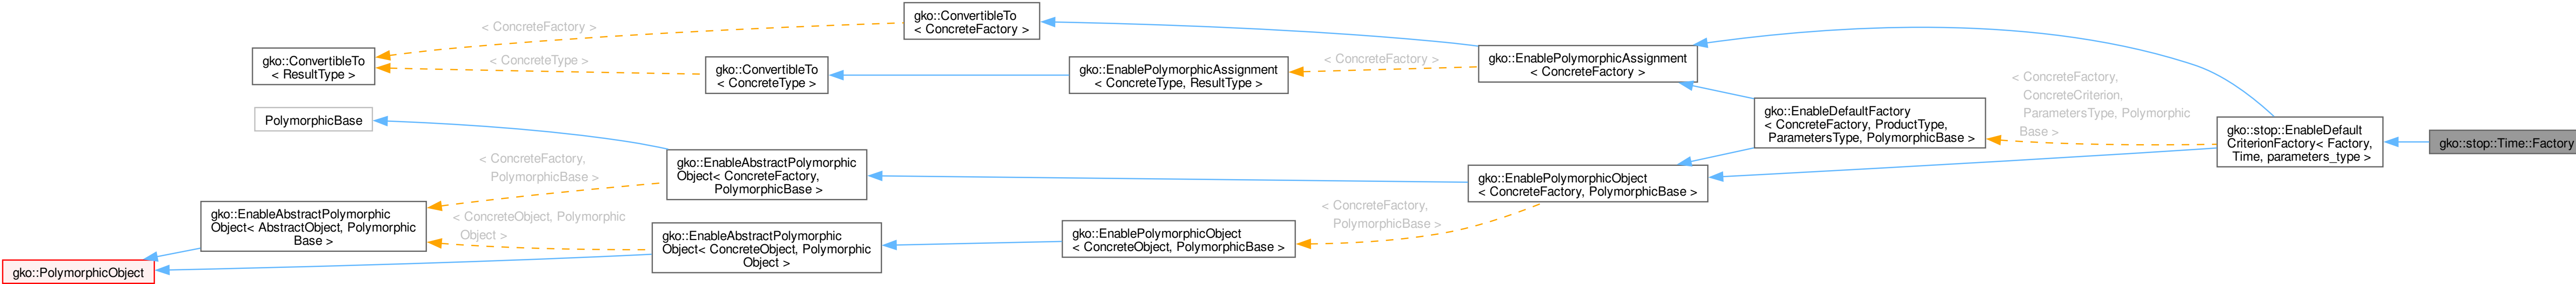 gko::ConvertibleTo
< ConcreteFactory >
< ConcreteFactory >
gko::ConvertibleTo
< ResultType >
< ConcreteType >
gko::ConvertibleTo
< ConcreteType >
gko::EnablePolymorphicAssignment
< ConcreteType, ResultType >
< ConcreteFactory >
gko::EnablePolymorphicAssignment
< ConcreteFactory >
PolymorphicBase
gko::EnableDefaultFactory
< ConcreteFactory, ProductType,
ParametersType, PolymorphicBase >
< ConcreteFactory,
ConcreteCriterion,
ParametersType, Polymorphic
Base >
gko::stop::EnableDefault
CriterionFactory< Factory,
Time, parameters_type >
gko::stop::Time::Factory
< ConcreteFactory,
PolymorphicBase >
gko::EnableAbstractPolymorphic
Object< ConcreteFactory,
PolymorphicBase >
gko::EnablePolymorphicObject
< ConcreteFactory, PolymorphicBase >
gko::EnableAbstractPolymorphic
Object< AbstractObject, Polymorphic
Base >
< ConcreteObject, Polymorphic
Object >
gko::EnableAbstractPolymorphic
Object< ConcreteObject, Polymorphic
Object >
gko::EnablePolymorphicObject
< ConcreteObject, PolymorphicBase >
< ConcreteFactory,
PolymorphicBase >
gko::PolymorphicObject